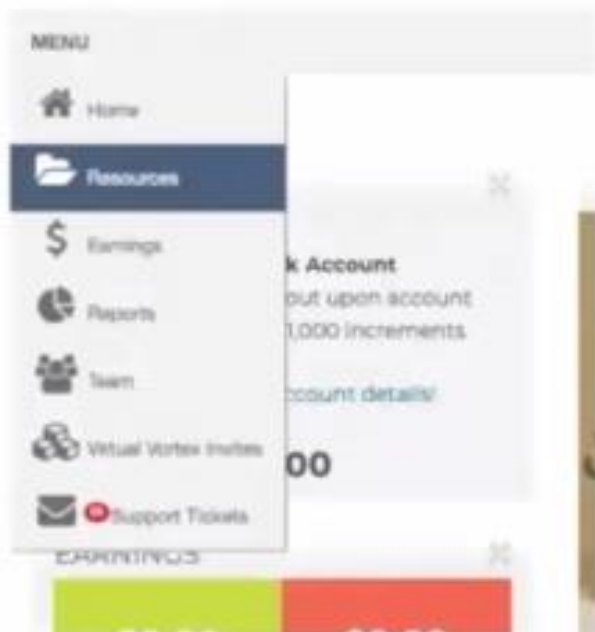 MENU
Home
Resources
Earnings
k Account
Reports
out upon account
1,000 increments
Team
ccount details!
Virtual Vortex Invites
00
Support Tickets
EARNINGS